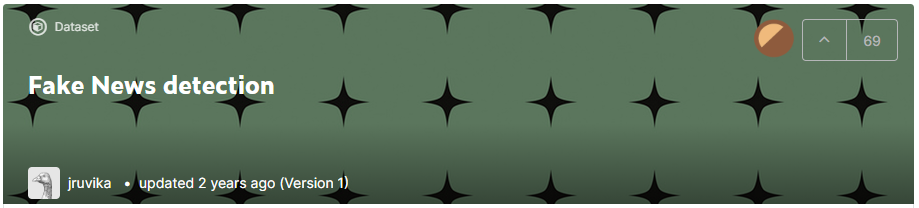 Dataset
69
Fake News detection
jruvika • updated 2 years ago (Version 1)